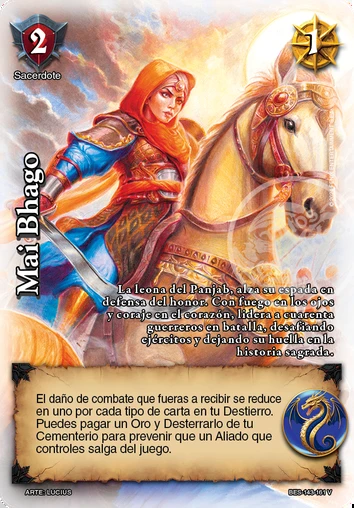 2
1
Sacerdote
Mai Bhago
La leona del Panjab, alza su espada en
defensa del honor. Con fuego en los ojos
y coraje en el corazón, lidera a cuarenta
guerreros en batalla, desafiando
ejércitos y dejando su huella en la
historia sagrada.
El daño de combate que fueras a recibir se reduce
en uno por cada tipo de carta en tu Destierro.
Puedes pagar un Oro y Desterrarlo de tu
Cementerio para prevenir que un Aliado que
controles salga del juego.
ARTE: LUCIUS
BE3-143-161 V